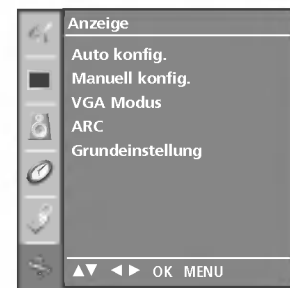 Anzeige
Auto konfig.
Manuell konfig.
VGA Modus
ARC
Grundeinstellung
▲▼ ◀ ▶ OK MENU